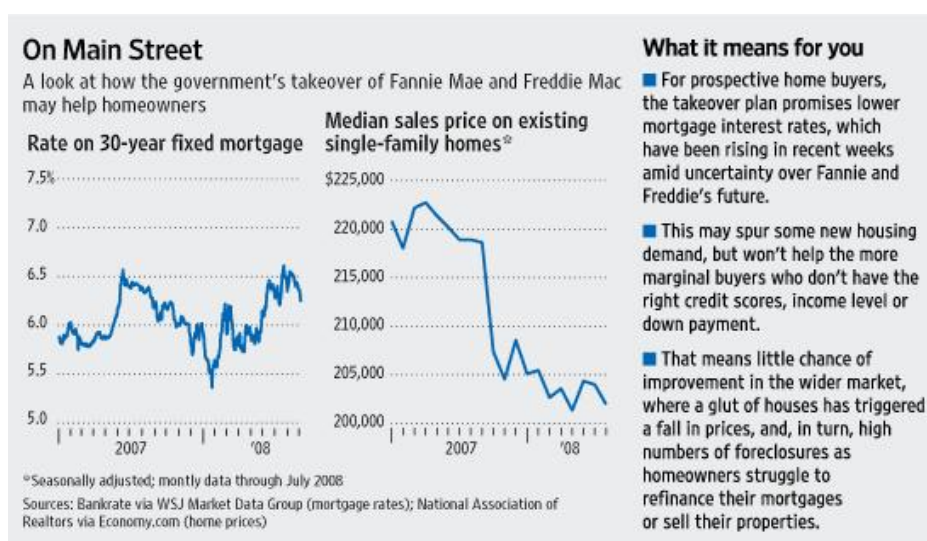 On Main Street
A look at how the government's takeover of Fannie Mae and Freddie Mac
may help homeowners
Rate on 30-year fixed mortgage
7.5%
7.0
6.5
6.0
5.5
5.0
2007
'08
Median sales price on existing
single-family homes*
$225,000
220,000
215,000
210,000
205,000
200,000
2007
'08
*Seasonally adjusted; montly data through July 2008
Sources: Bankrate via WSJ Market Data Group (mortgage rates); National Association of
Realtors via Economy.com (home prices)
What it means for you
■ For prospective home buyers,
the takeover plan promises lower
mortgage interest rates, which
have been rising in recent weeks
amid uncertainty over Fannie and
Freddie's future.
■ This may spur some new housing
demand, but won't help the more
marginal buyers who don't have the
right credit scores, income level or
down payment.
■ That means little chance of
improvement in the wider market,
where a glut of houses has triggered
a fall in prices, and, in turn, high
numbers of foreclosures as
homeowners struggle to
refinance their mortgages
or sell their properties.